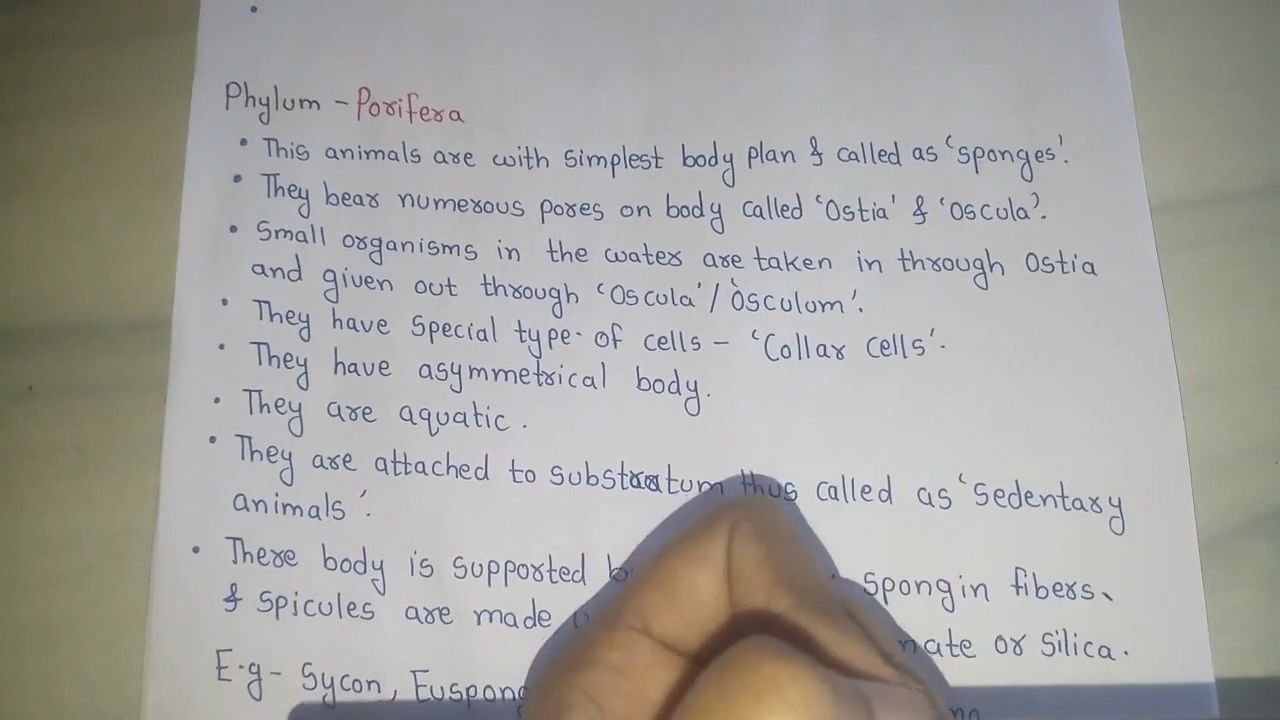 Phylum - Porifera
• This animals are with simplest body plan & called as 'sponges'.
• They bear numerous pores on body called 'Ostia' & 'Oscula'.
• Small organisms in the water are taken in through Ostia
and given out through 'Oscula' / 'Osculum'.
• They have special type of cells - 'Collar cells'.
• They have asymmetrical body.
• They are aquatic.
• They are attached to substratum thus called as 'sedentary
animals'.
• There body is supported spongin fibers.
& spicules are made or silica.
E.g- Sycon,